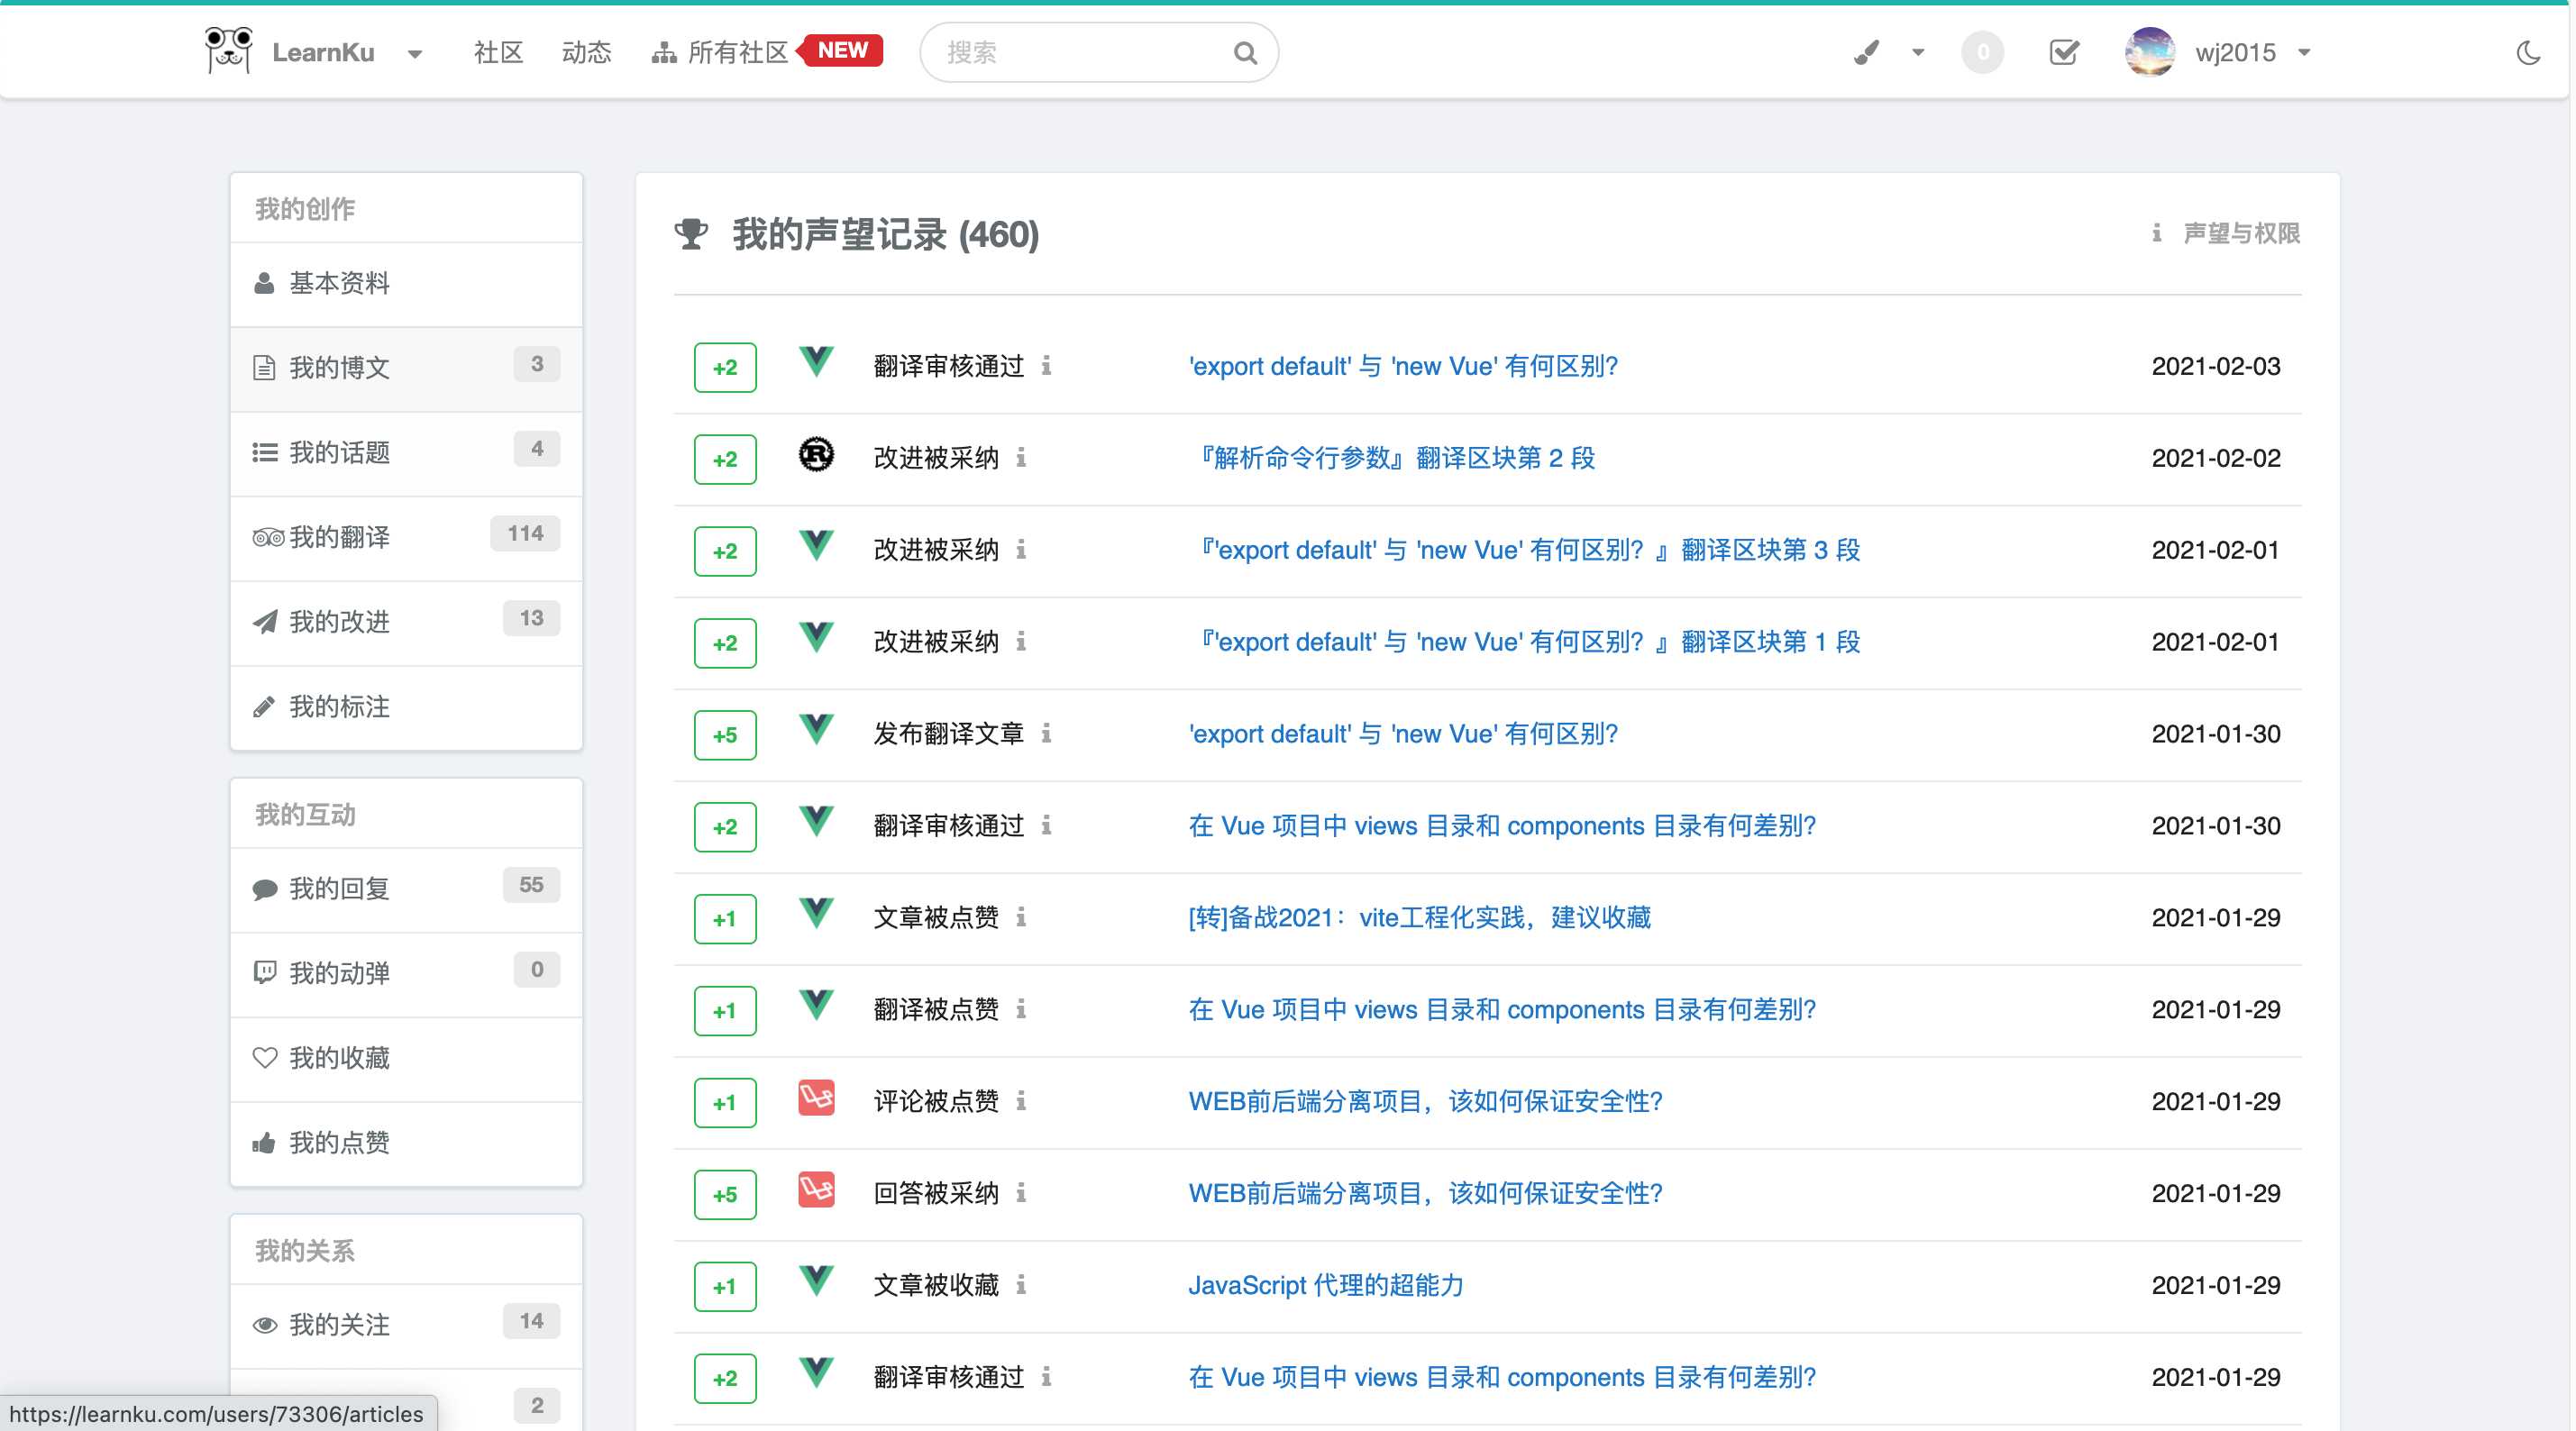 LearnKu
社区
动态
所有社区
NEW
搜索
0
wj2015
我的创作
基本资料
我的博文 3
我的话题 4
我的翻译 114
我的改进 13
我的标注
我的互动
我的回复 55
我的动弹 0
我的收藏
我的点赞
我的关系
我的关注 14
2
我的声望记录 (460)
声望与权限
+2 翻译审核通过 'export default' 与 'new Vue' 有何区别? 2021-02-03
+2 改进被采纳 『解析命令行参数』翻译区块第 2 段 2021-02-02
+2 改进被采纳 『'export default' 与 'new Vue' 有何区别? 』翻译区块第 3 段 2021-02-01
+2 改进被采纳 『'export default' 与 'new Vue' 有何区别? 』翻译区块第 1 段 2021-02-01
+5 发布翻译文章 'export default' 与 'new Vue' 有何区别? 2021-01-30
+2 翻译审核通过 在 Vue 项目中 views 目录和 components 目录有何差别? 2021-01-30
+1 文章被点赞 [转]备战2021：vite工程化实践，建议收藏 2021-01-29
+1 翻译被点赞 在 Vue 项目中 views 目录和 components 目录有何差别? 2021-01-29
+1 评论被点赞 WEB前后端分离项目，该如何保证安全性? 2021-01-29
+5 回答被采纳 WEB前后端分离项目，该如何保证安全性? 2021-01-29
+1 文章被收藏 JavaScript 代理的超能力 2021-01-29
+2 翻译审核通过 在 Vue 项目中 views 目录和 components 目录有何差别? 2021-01-29
https://learnku.com/users/73306/articles